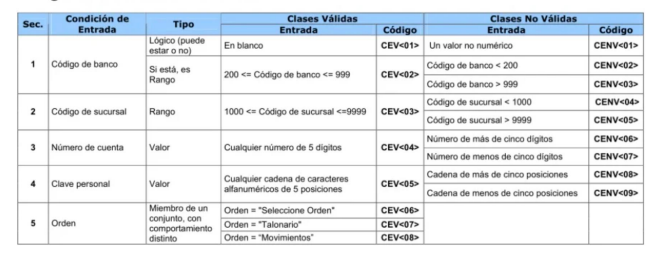 Sec. Condición de Entrada Tipo Clases Válidas Clases No Válidas
Entrada Código Entrada Código
1 Código de banco Lógico (puede estar o no) En blanco CEV<01> Un valor no numérico CENV<01>
Si está, es Rango 200 <= Código de banco <= 999 CEV<02> Código de banco < 200 CENV<02>
Código de banco > 999 CENV<03>
2 Código de sucursal Rango 1000 <= Código de sucursal <=9999 CEV<03> Código de sucursal < 1000 CENV<04>
Código de sucursal > 9999 CENV<05>
3 Número de cuenta Valor Cualquier número de 5 dígitos CEV<04> Número de más de cinco dígitos CENV<06>
Número de menos de cinco dígitos CENV<07>
4 Clave personal Valor Cualquier cadena de caracteres alfanuméricos de 5 posiciones CEV<05> Cadena de más de cinco posiciones CENV<08>
Cadena de menos de cinco posiciones CENV<09>
5 Orden Miembro de un conjunto, con comportamiento distinto Orden = "Seleccione Orden" CEV<06>
Orden = "Talonario" CEV<07>
Orden = "Movimientos" CEV<08>